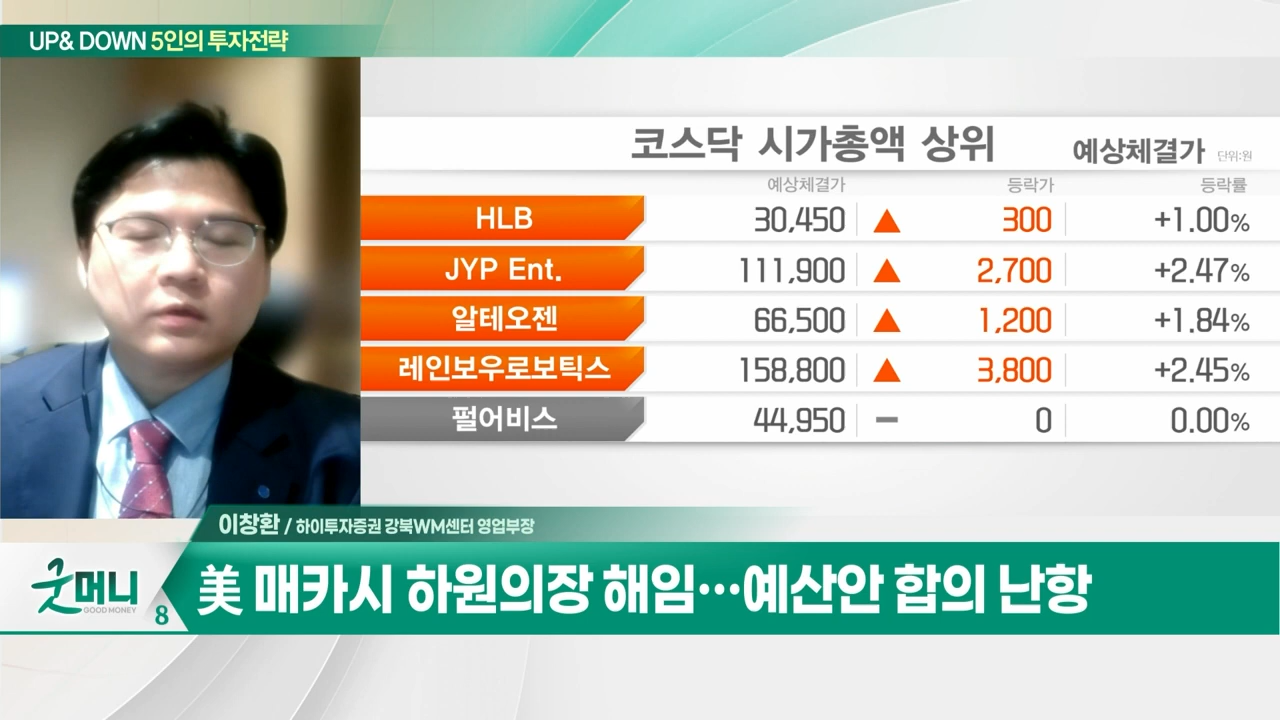 UP& DOWN 5인의 투자전략
코스닥 시가총액 상위 예상체결가 단위:원
예상체결가 등락가 등락률
HLB 30,450 ▲ 300 +1.00%
JYP Ent. 111,900 ▲ 2,700 +2.47%
알테오젠 66,500 ▲ 1,200 +1.84%
레인보우로보틱스 158,800 ▲ 3,800 +2.45%
펄어비스 44,950 − 0 0.00%
이창환 / 하이투자증권 강북WM센터 영업부장
美 매카시 하원의장 해임…예산안 합의 난항
굿머니
GOOD MONEY
8